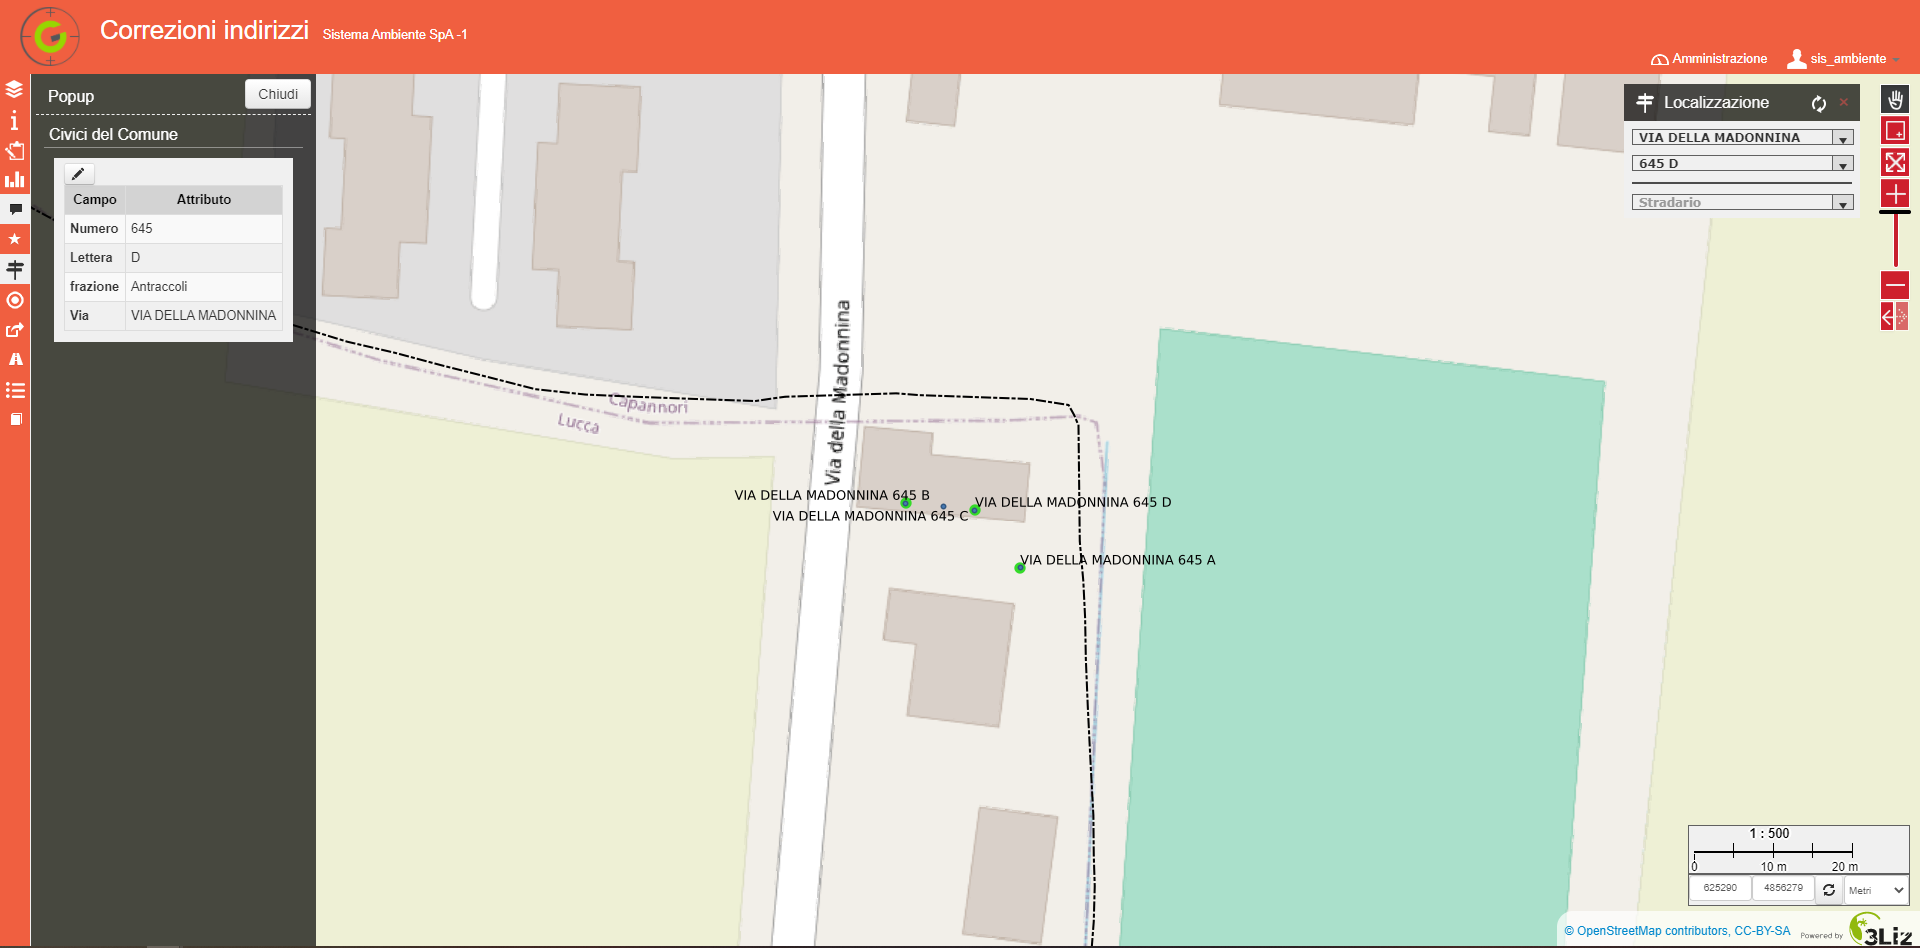 Correzioni indirizzi Sistema Ambiente SpA -1
Amministrazione sis_ambiente
Popup Chiudi
Civici del Comune
Campo Attributo
Numero 645
Lettera D
frazione Antraccoli
Via VIA DELLA MADONNINA
Localizzazione
VIA DELLA MADONNINA
645 D
Stradario
Via della Madonnina
Capannori
Lucca
VIA DELLA MADONNINA 645 B
VIA DELLA MADONNINA 645 D
VIA DELLA MADONNINA 645 C
VIA DELLA MADONNINA 645 A
1 : 500
0 10 m 20 m
625290 4856279 Metri
© OpenStreetMap contributors, CC-BY-SA Powered by 3Liz